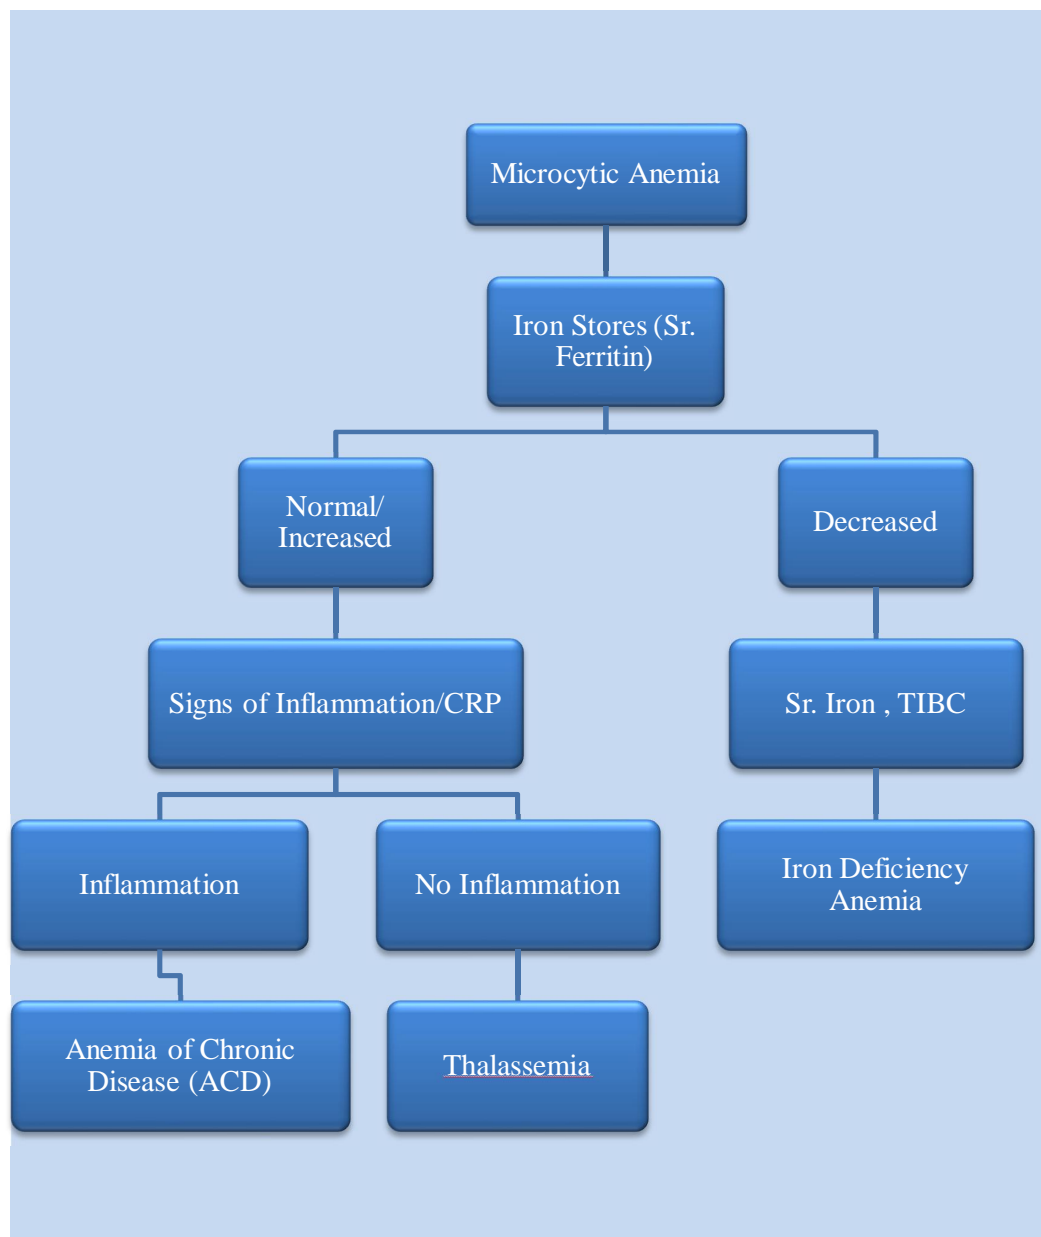 Microcytic Anemia
Iron Stores (Sr.
Ferritin)
Normal/
Increased
Decreased
Signs of Inflammation/CRP
Sr. Iron , TIBC
Inflammation
No Inflammation
Iron Deficiency
Anemia
Anemia of Chronic
Disease (ACD)
Thalassemia